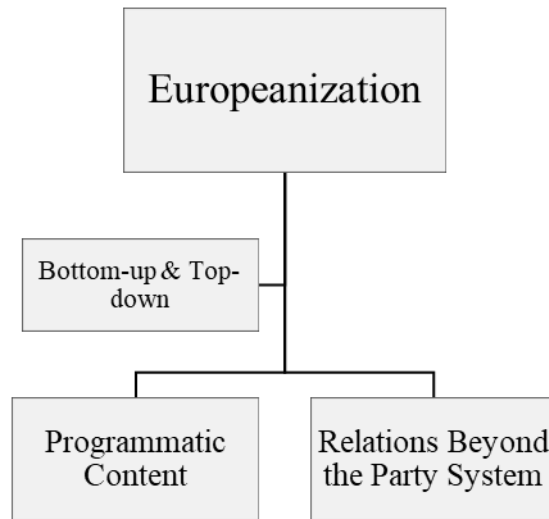 Europeanization
Bottom-up & Top-
down
Programmatic
Content
Relations Beyond
the Party System